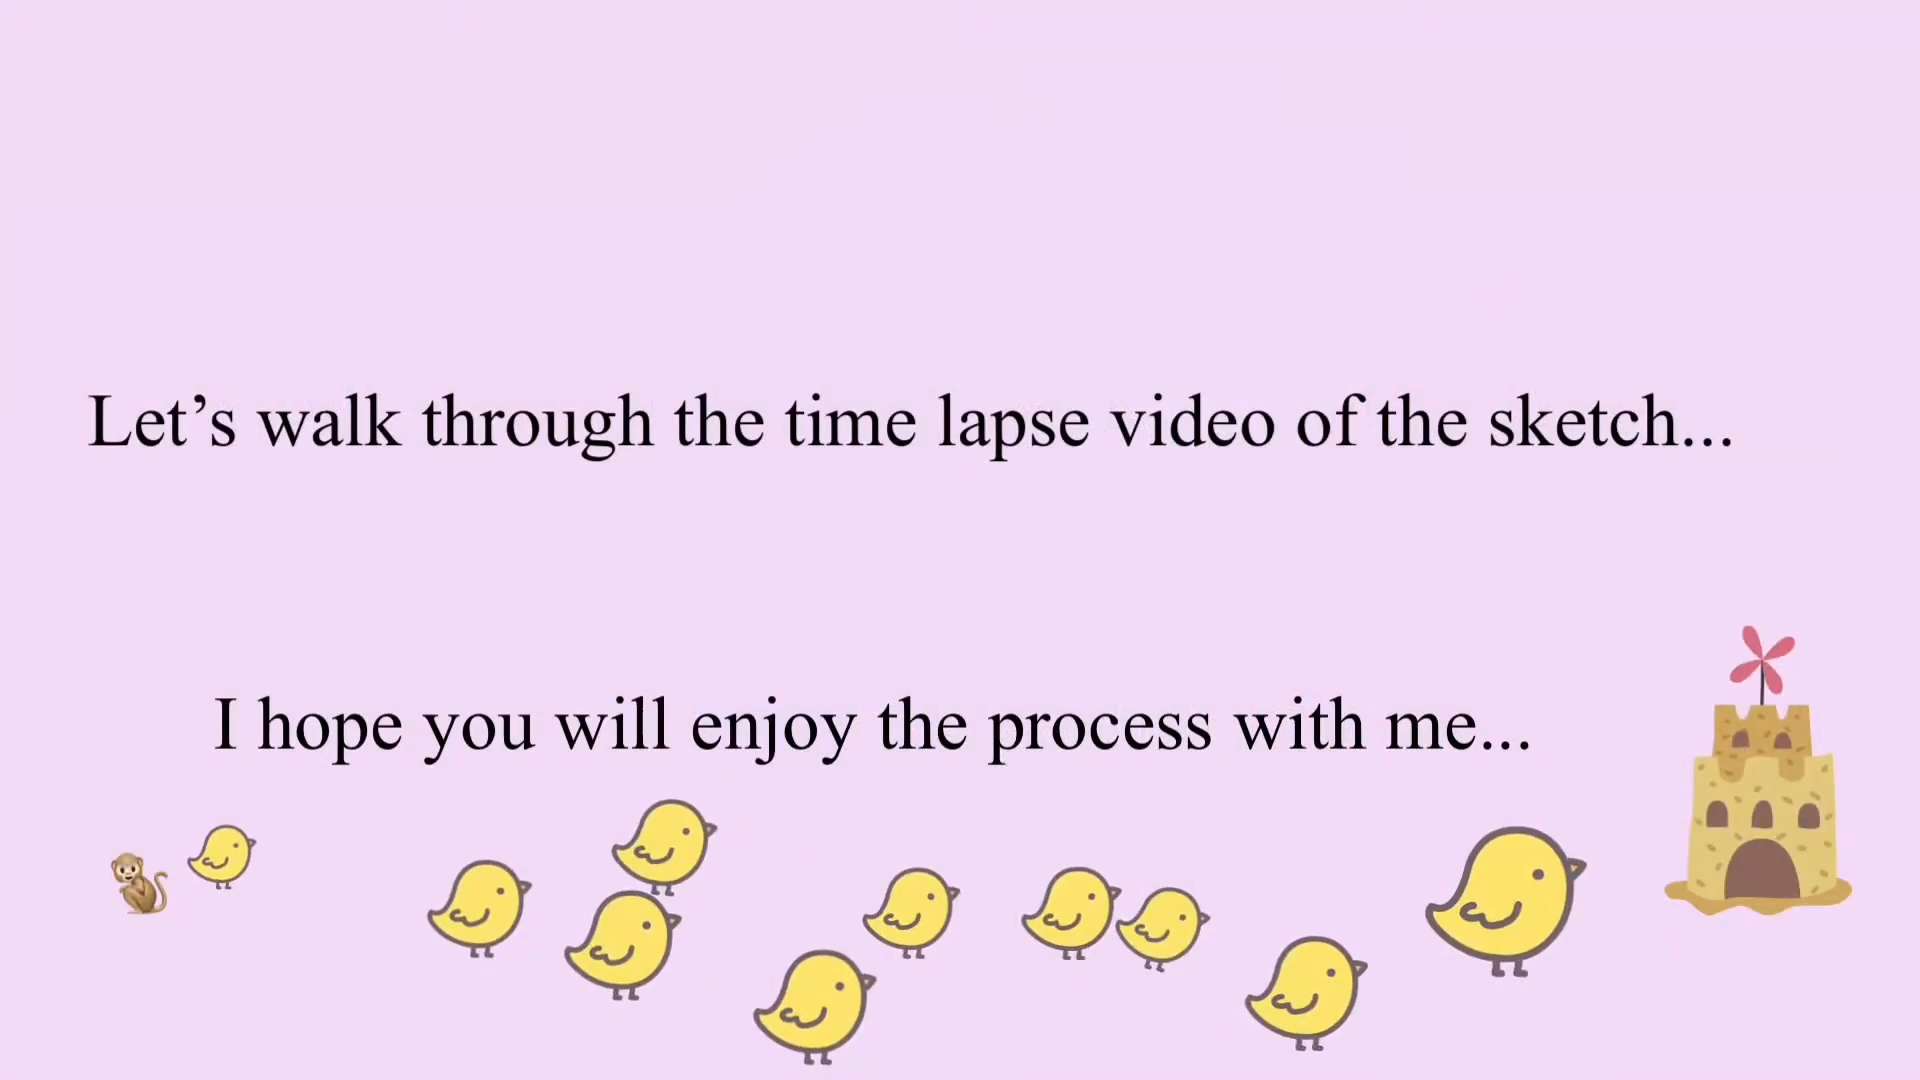 Let’s walk through the time lapse video of the sketch...
I hope you will enjoy the process with me...